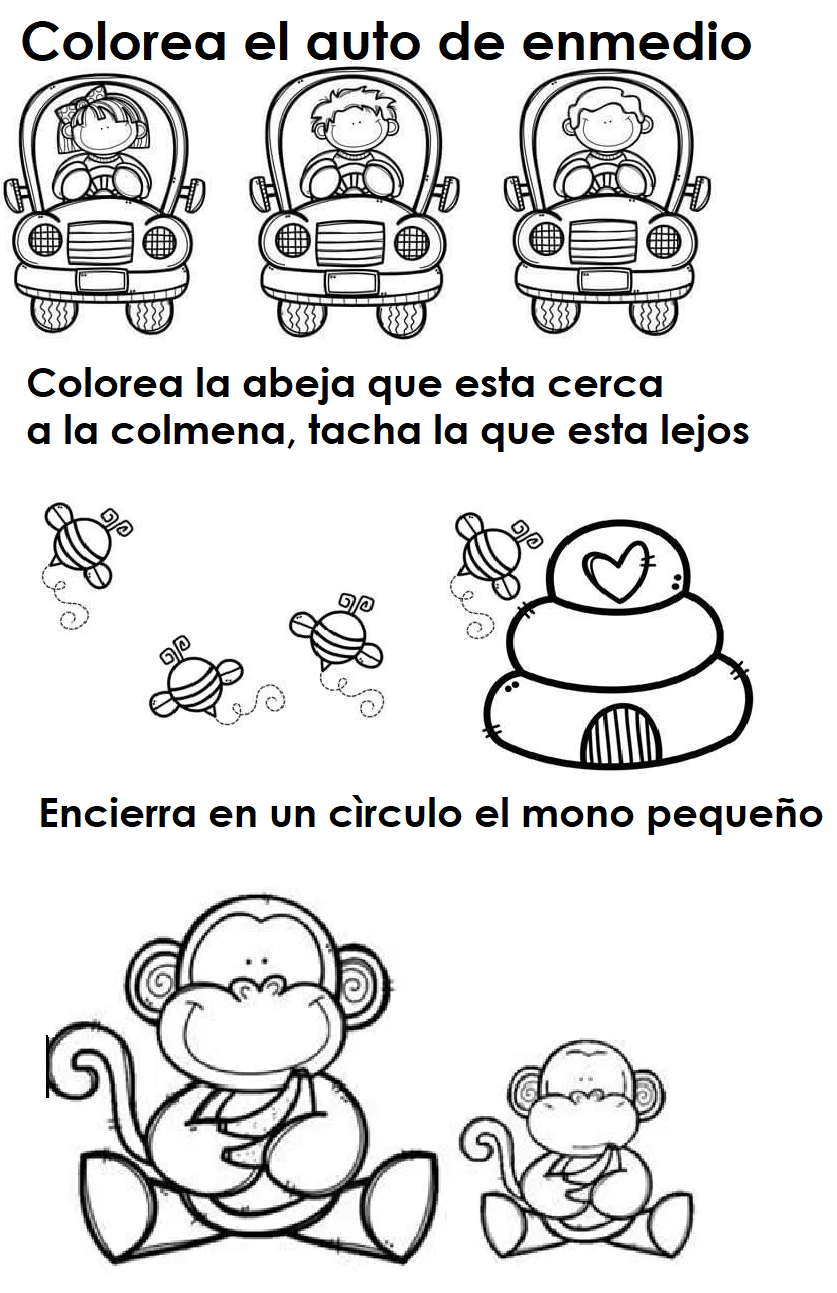 Colorea el auto de enmedio
Colorea la abeja que esta cerca
a la colmena, tacha la que esta lejos
Encierra en un cìrculo el mono pequeño